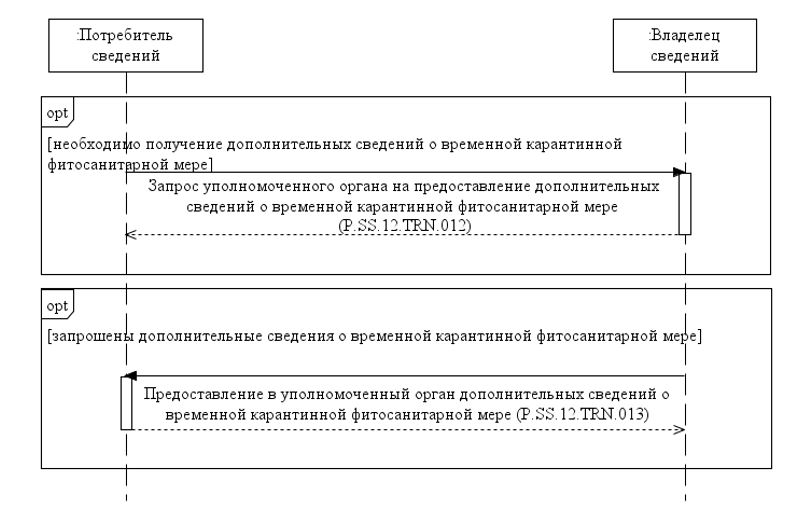 :Потребитель
сведений
:Владелец
сведений
opt
[необходимо получение дополнительных сведений о временной карантинной
фитосанитарной мере]
Запрос уполномоченного органа на предоставление дополнительных
сведений о временной карантинной фитосанитарной мере
(P.SS.12.TRN.012)
opt
[запрошены дополнительные сведения о временной карантинной фитосанитарной мере]
Предоставление в уполномоченный орган дополнительных сведений о
временной карантинной фитосанитарной мере (P.SS.12.TRN.013)